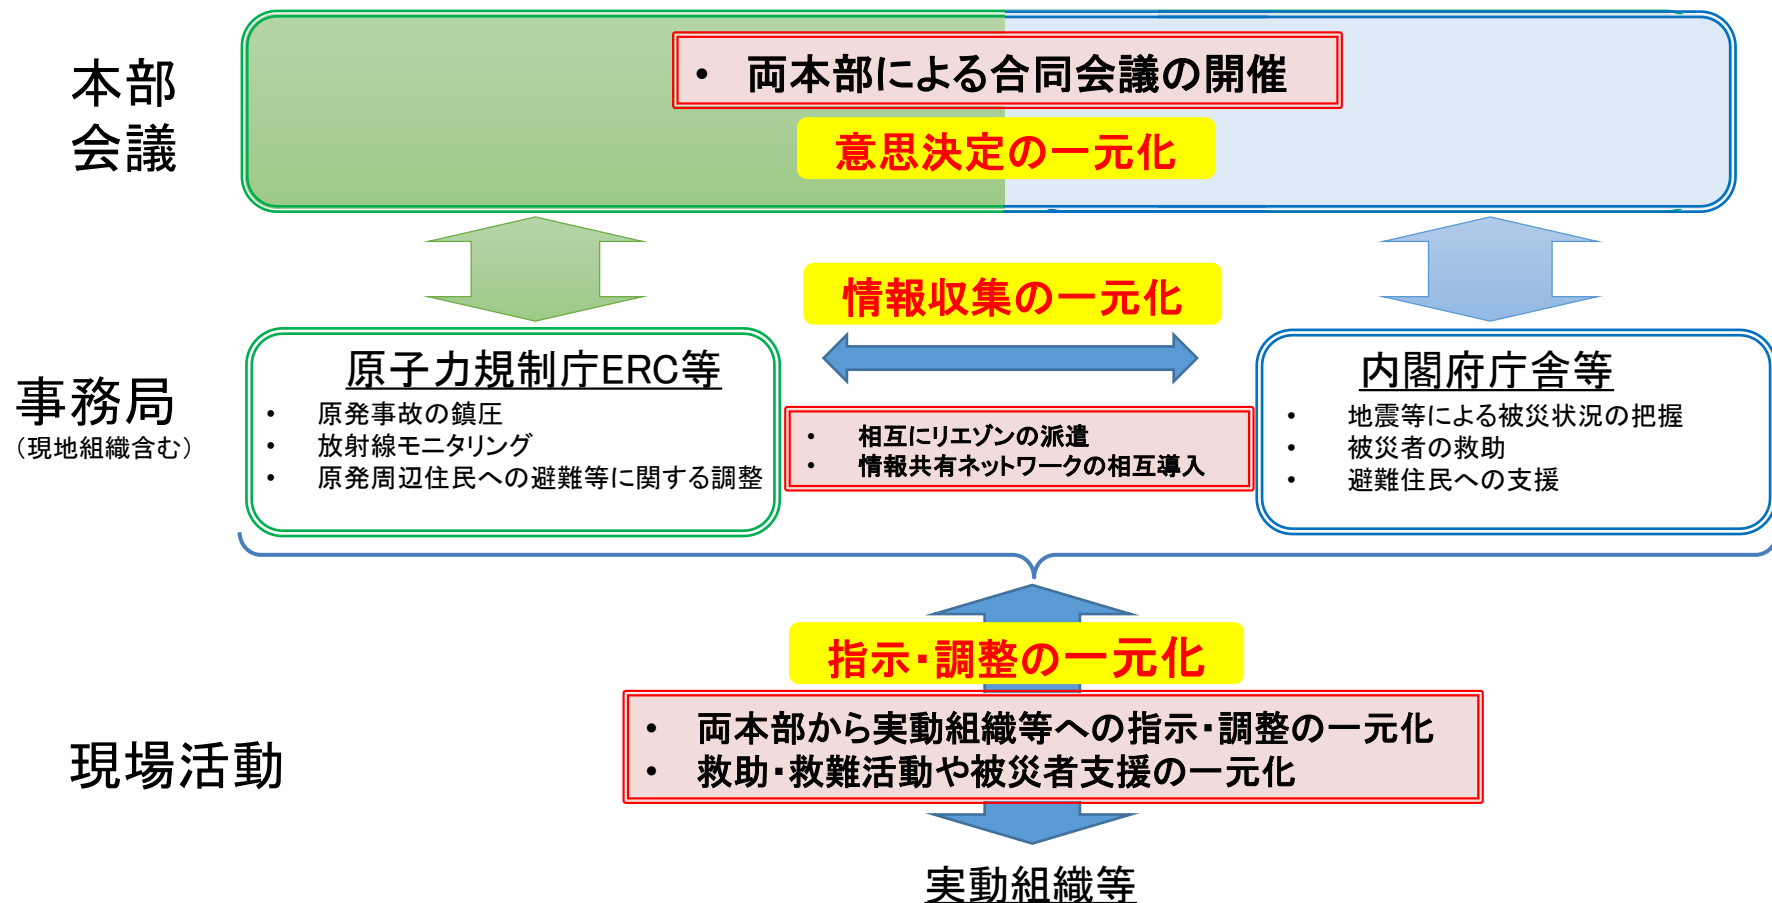 本部
会議
• 両本部による合同会議の開催
意思決定の一元化
情報収集の一元化
事務局
（現地組織含む）
原子力規制庁ERC等
• 原発事故の鎮圧
• 放射線モニタリング
• 原発周辺住民への避難等に関する調整
• 相互にリエゾンの派遣
• 情報共有ネットワークの相互導入
内閣府庁舎等
• 地震等による被災状況の把握
• 被災者の救助
• 避難住民への支援
指示・調整の一元化
現場活動
• 両本部から実動組織等への指示・調整の一元化
• 救助・救難活動や被災者支援の一元化
実動組織等